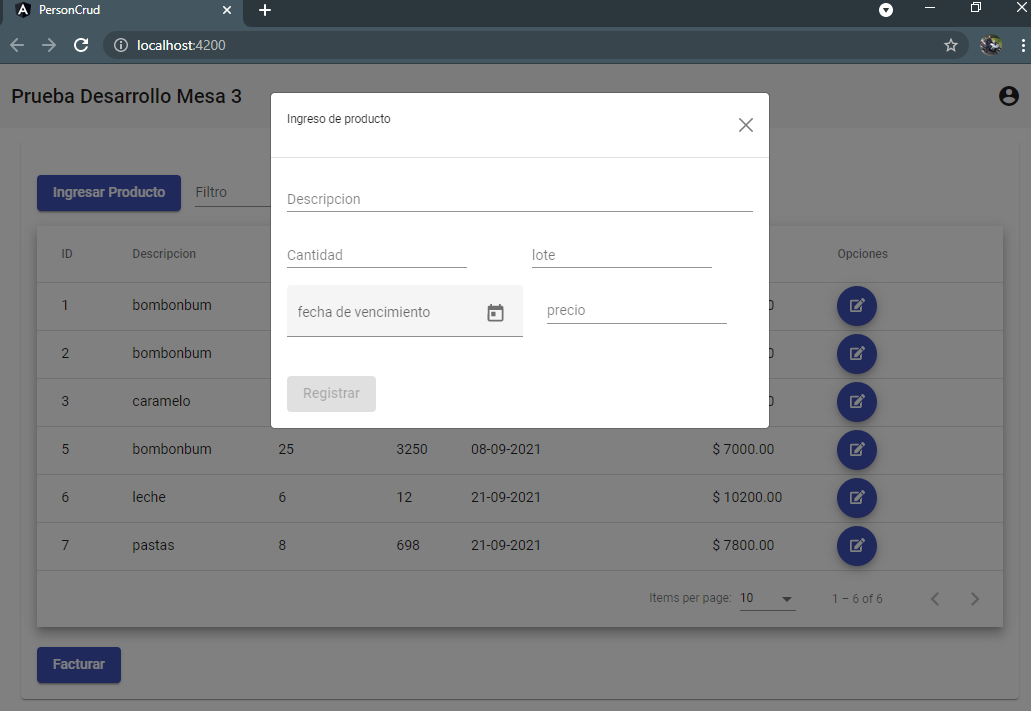 PersonCrud
localhost:4200
Prueba Desarrollo Mesa 3
Ingreso de producto
Descripcion
Cantidad lote
fecha de vencimiento precio
Registrar
Ingresar Producto Filtro
ID Descripcion Opciones
1 bombonbum 0
2 bombonbum 0
3 caramelo 0
5 bombonbum 25 3250 08-09-2021 $ 7000.00
6 leche 6 12 21-09-2021 $ 10200.00
7 pastas 8 698 21-09-2021 $ 7800.00
Items per page: 10 1 – 6 of 6
Facturar